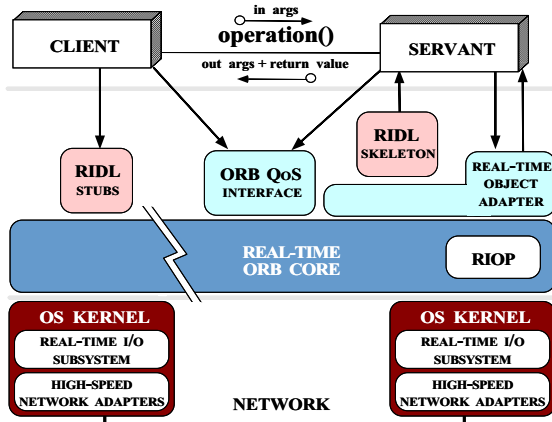 in args
CLIENT
operation()
SERVANT
out args + return value
RIDL
STUBS
ORB QoS
INTERFACE
RIDL
SKELETON
REAL-TIME
OBJECT
ADAPTER
REAL-TIME
ORB CORE
RIOP
OS KERNEL
REAL-TIME I/O
SUBSYSTEM
HIGH-SPEED
NETWORK ADAPTERS
NETWORK
OS KERNEL
REAL-TIME I/O
SUBSYSTEM
HIGH-SPEED
NETWORK ADAPTERS